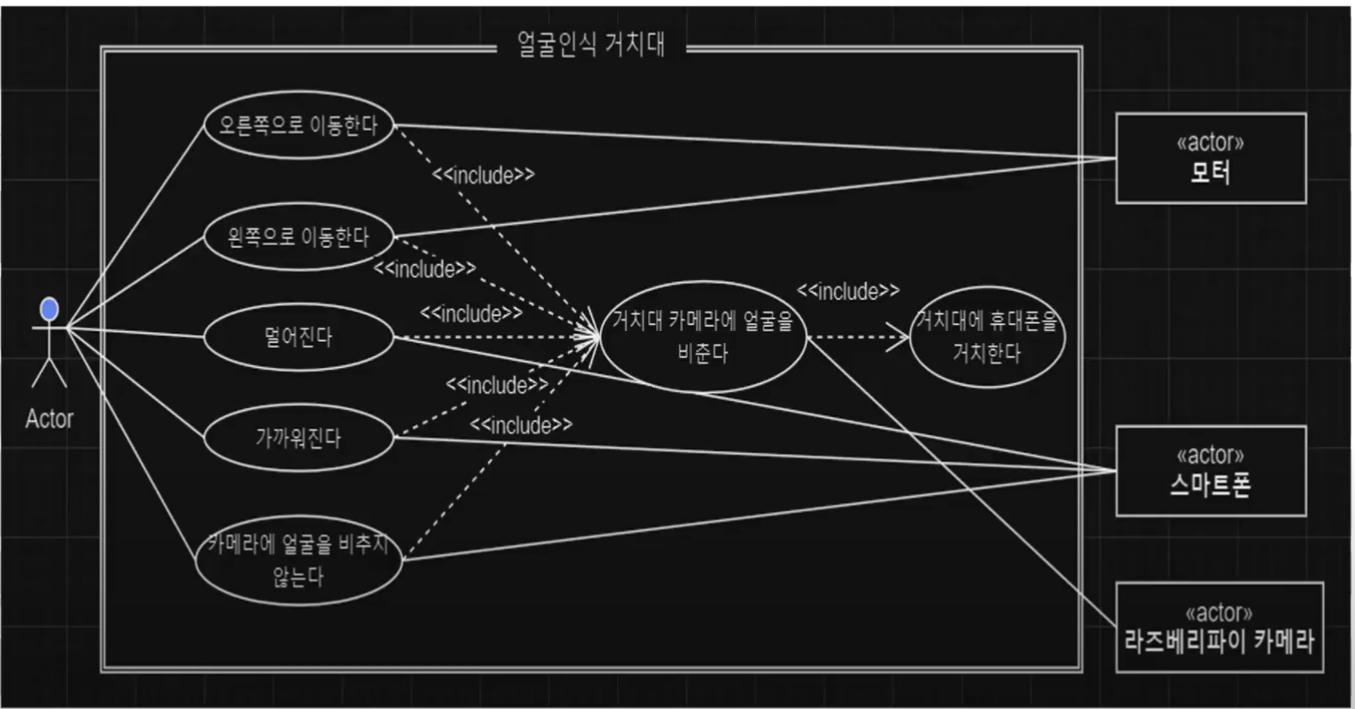 얼굴인식 거치대
오른쪽으로 이동한다
«actor»
모터
<<include>>
왼쪽으로 이동한다
<<include>>
<<include>>
<<include>>
멀어진다
거치대 카메라에 얼굴을
비춘다
거치대에 휴대폰을
거치한다
<<include>>
Actor
<<include>>
가까워진다
«actor»
스마트폰
카메라에 얼굴을 비추지
않는다
«actor»
라즈베리파이 카메라